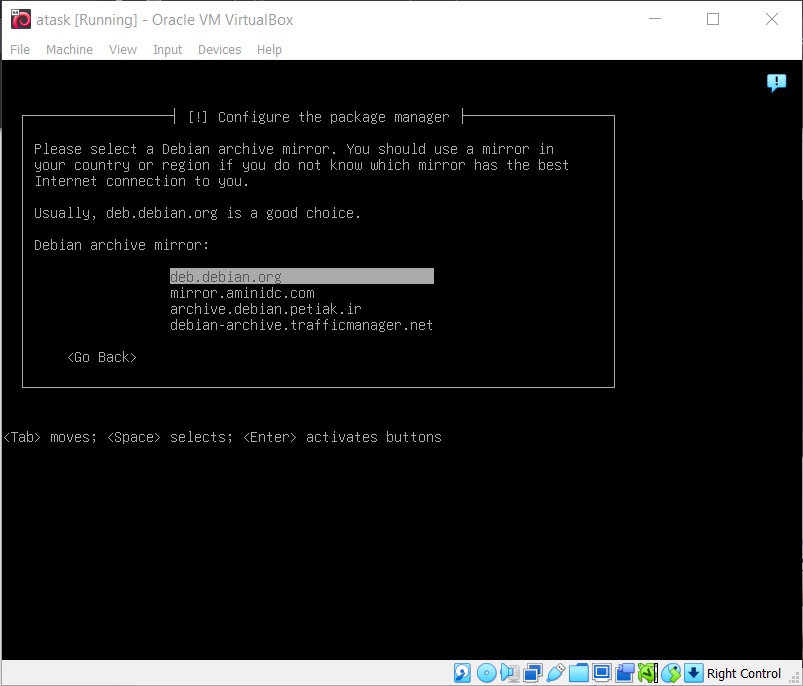 atask [Running] - Oracle VM VirtualBox
File Machine View Input Devices Help
[!] Configure the package manager
Please select a Debian archive mirror. You should use a mirror in
your country or region if you do not know which mirror has the best
Internet connection to you.
Usually, deb.debian.org is a good choice.
Debian archive mirror:
deb.debian.org
mirror.aminidc.com
archive.debian.petiak.ir
debian-archive.trafficmanager.net
<Go Back>
<Tab> moves; <Space> selects; <Enter> activates buttons
Right Control